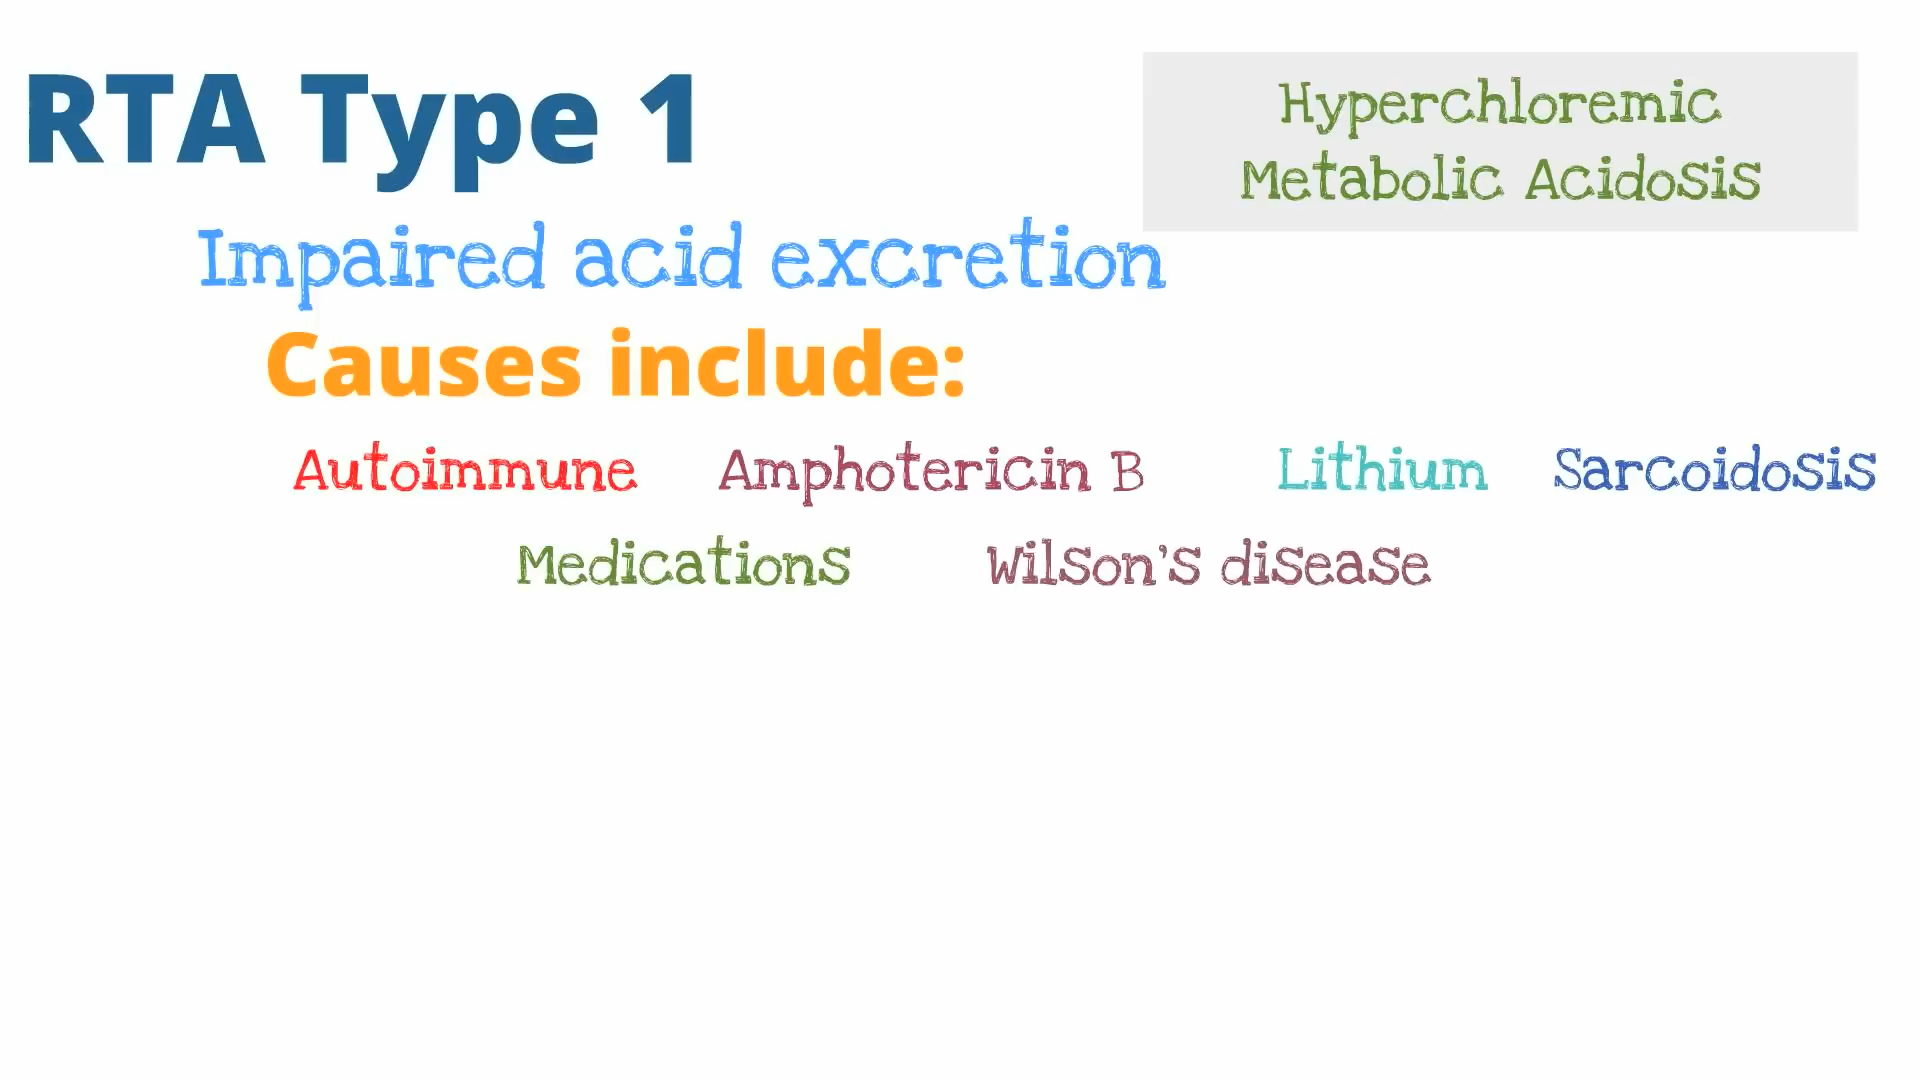 RTA Type 1
Hyperchloremic
Metabolic Acidosis
Impaired acid excretion
Causes include:
Autoimmune Amphotericin B Lithium Sarcoidosis
Medications Wilson's disease